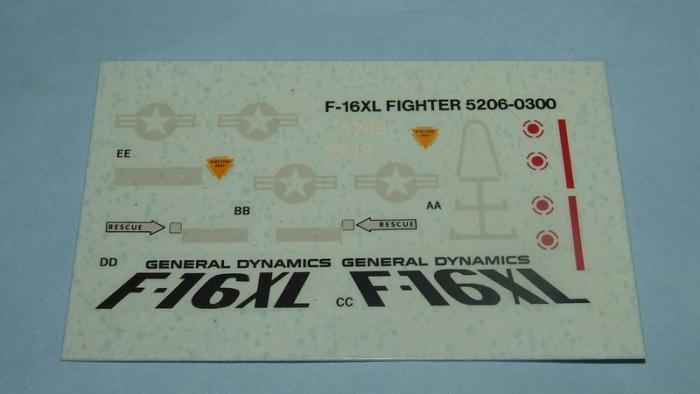 F-16XL FIGHTER 5206-0300
EE
BB
AA
RESCUE
RESCUE
DD
GENERAL DYNAMICS
GENERAL DYNAMICS
F-16XL
CC
F-16XL